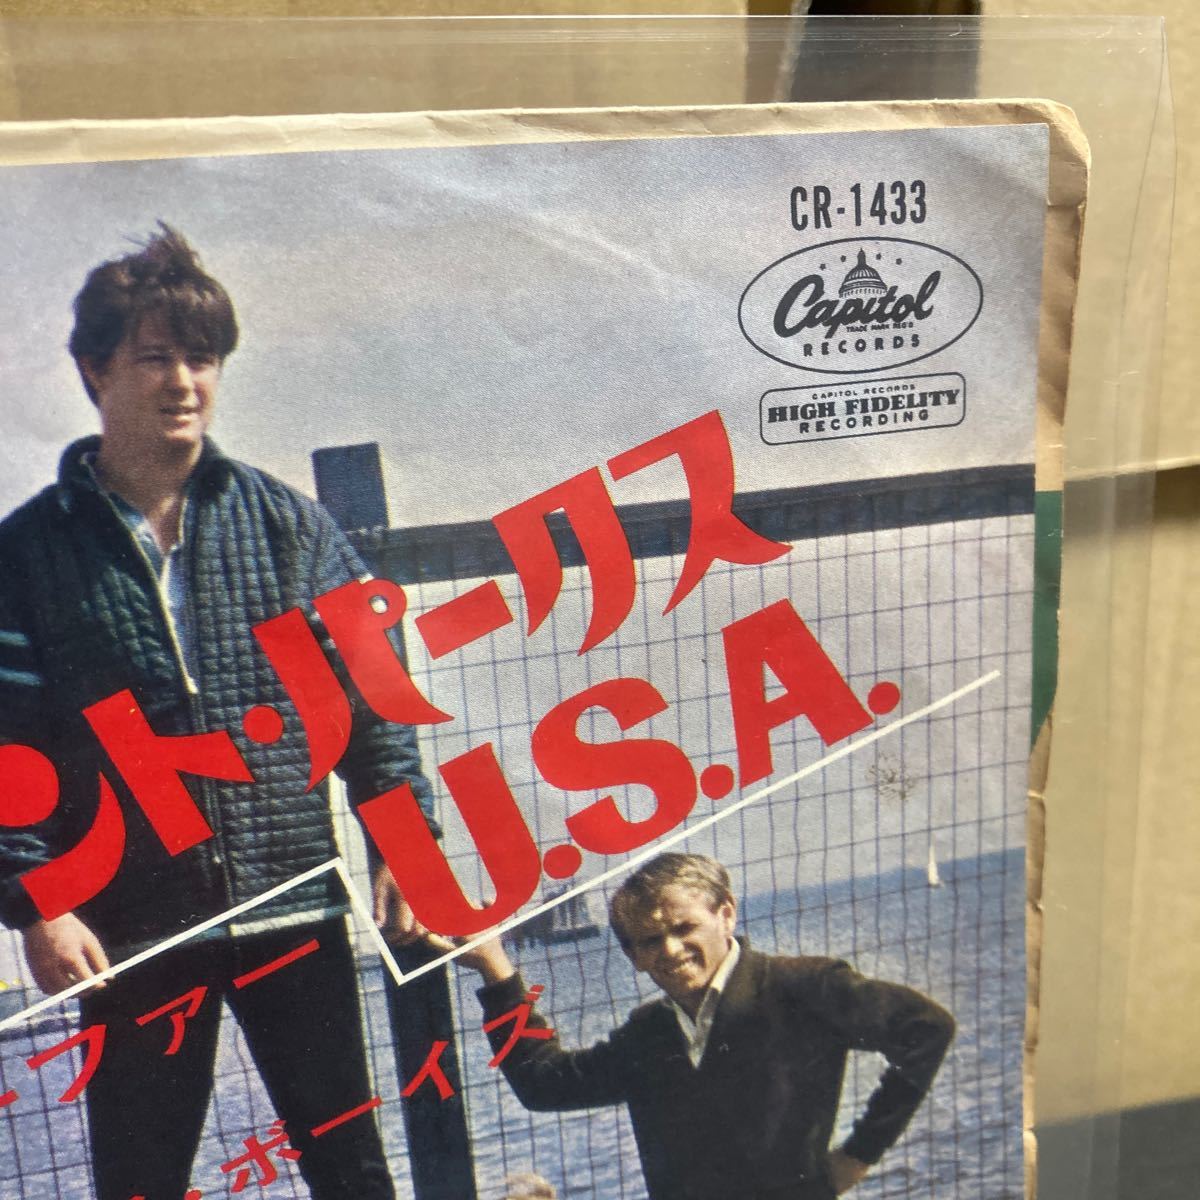 CR-1433
Capitol
TRADE MARK REG'D
RECORDS
CAPITOL RECORDS
HIGH FIDELITY
RECORDING
ント・パークス
U.S.A.
ーファー
・ボーイズ